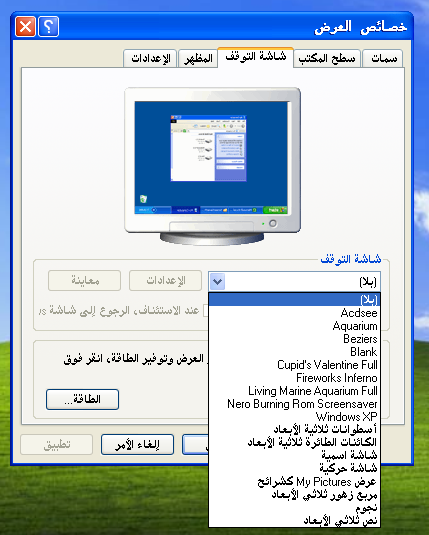 خصائص العرض
سمات
سطح المكتب
شاشة التوقف
المظهر
الإعدادات
شاشة التوقف
(بلا)
الإعدادات
معاينة
عند الاستئناف، الرجوع إلى شاشة
العرض وتوفير الطاقة، انقر فوق
الطاقة...
(بلا)
Acdsee
Aquarium
Beziers
Blank
Cupid's Valentine Full
Fireworks Inferno
Living Marine Aquarium Full
Nero Burning Rom Screensaver
Windows XP
أسطوانات ثلاثية الأبعاد
الكائنات الطائرة ثلاثية الأبعاد
شاشة اسمية
شاشة حركية
عرض My Pictures كشرائح
مربع زهور ثلاثي الأبعاد
نجوم
نص ثلاثي الأبعاد
إلغاء الأمر
تطبيق